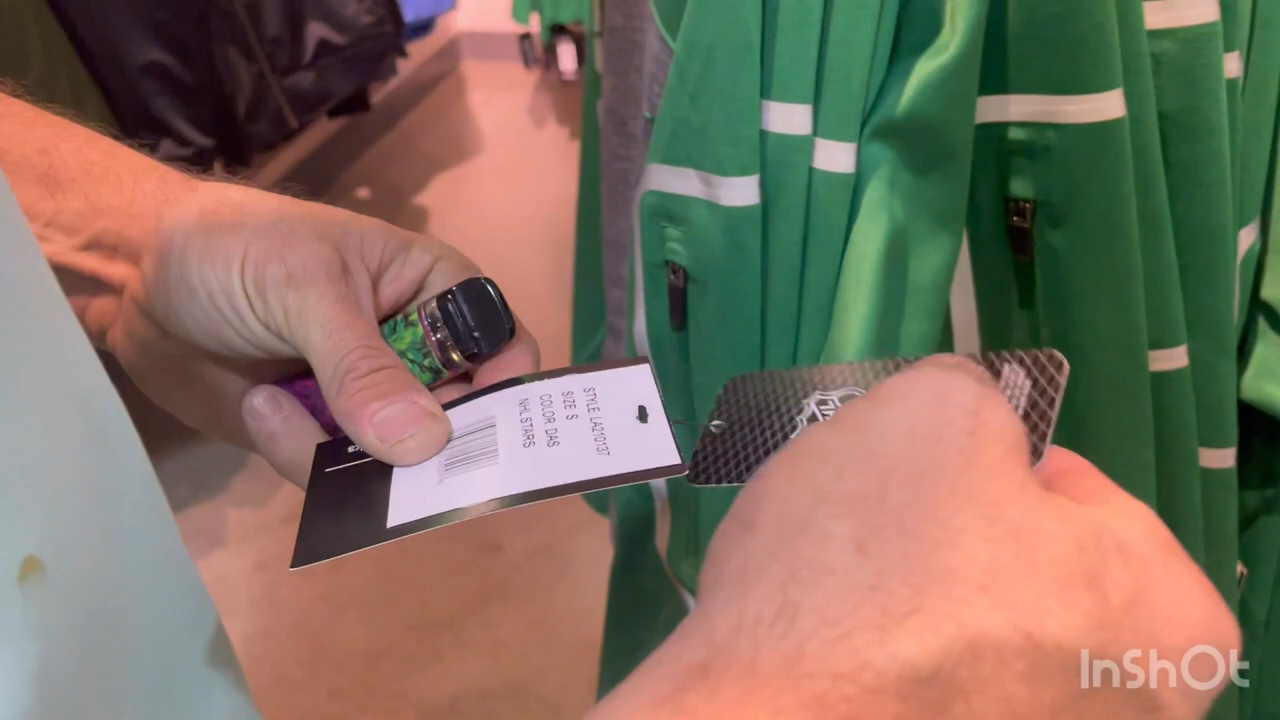 STYLE: LA210137
SIZE: S
COLOR: DAS
NHL STARS
InShOt